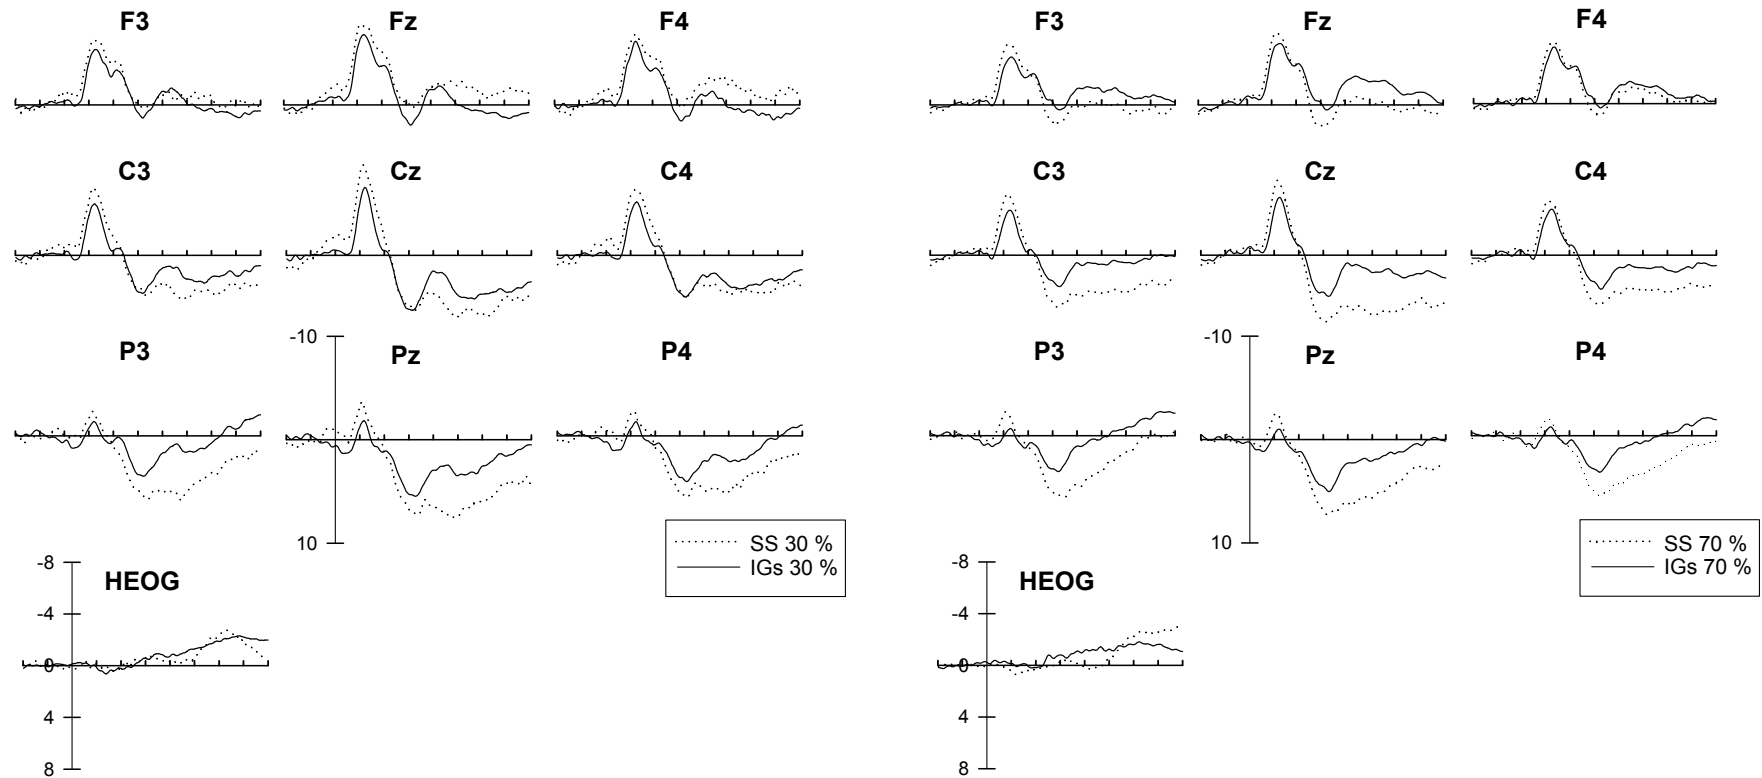 F3 Fz F4 F3 Fz F4
C3 Cz C4 C3 Cz C4
-10 -10
P3 Pz P4 P3 Pz P4
10 10
SS 30 % SS 70 %
IGs 30 % IGs 70 %
-8 -8
HEOG HEOG
-4 -4
0 0
4 4
8 8